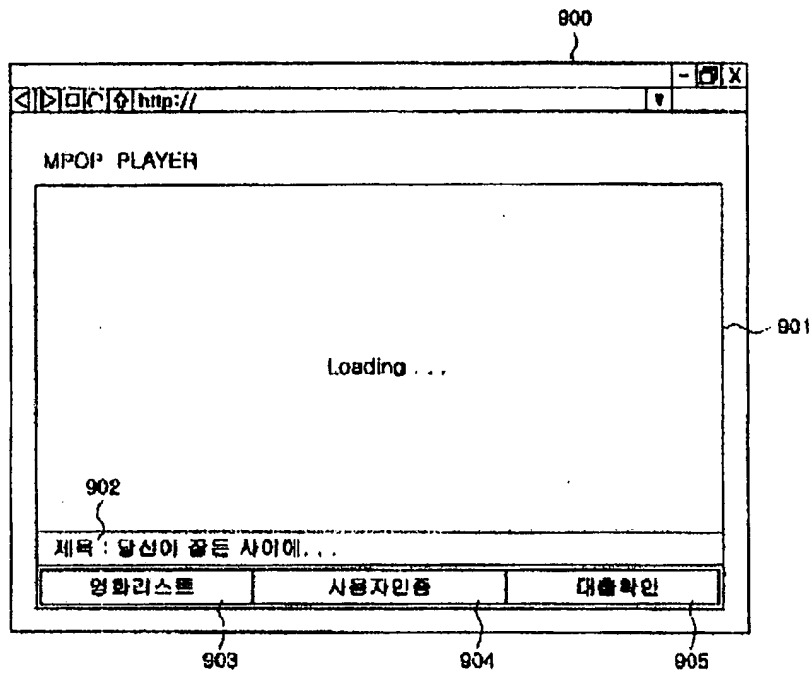 900
- X
http://
MPOP PLAYER
901
Loading . . .
902
제목 : 당신이 잠든 사이에. . .
영화리스트 사용자인증 대출확인
903 904 905